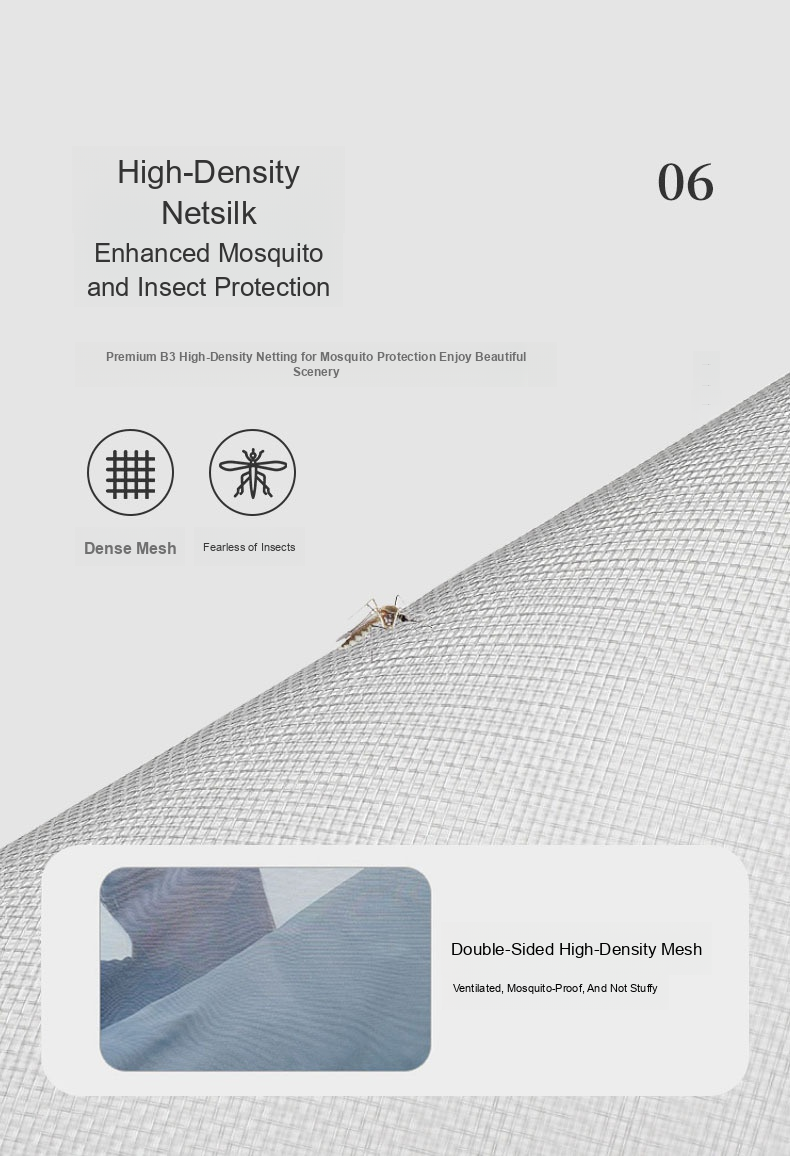 High-Density
Netsilk
Enhanced Mosquito
and Insect Protection
06
Premium B3 High-Density Netting for Mosquito Protection Enjoy Beautiful
Scenery
Dense Mesh
Fearless of Insects
Double-Sided High-Density Mesh
Ventilated, Mosquito-Proof, And Not Stuffy